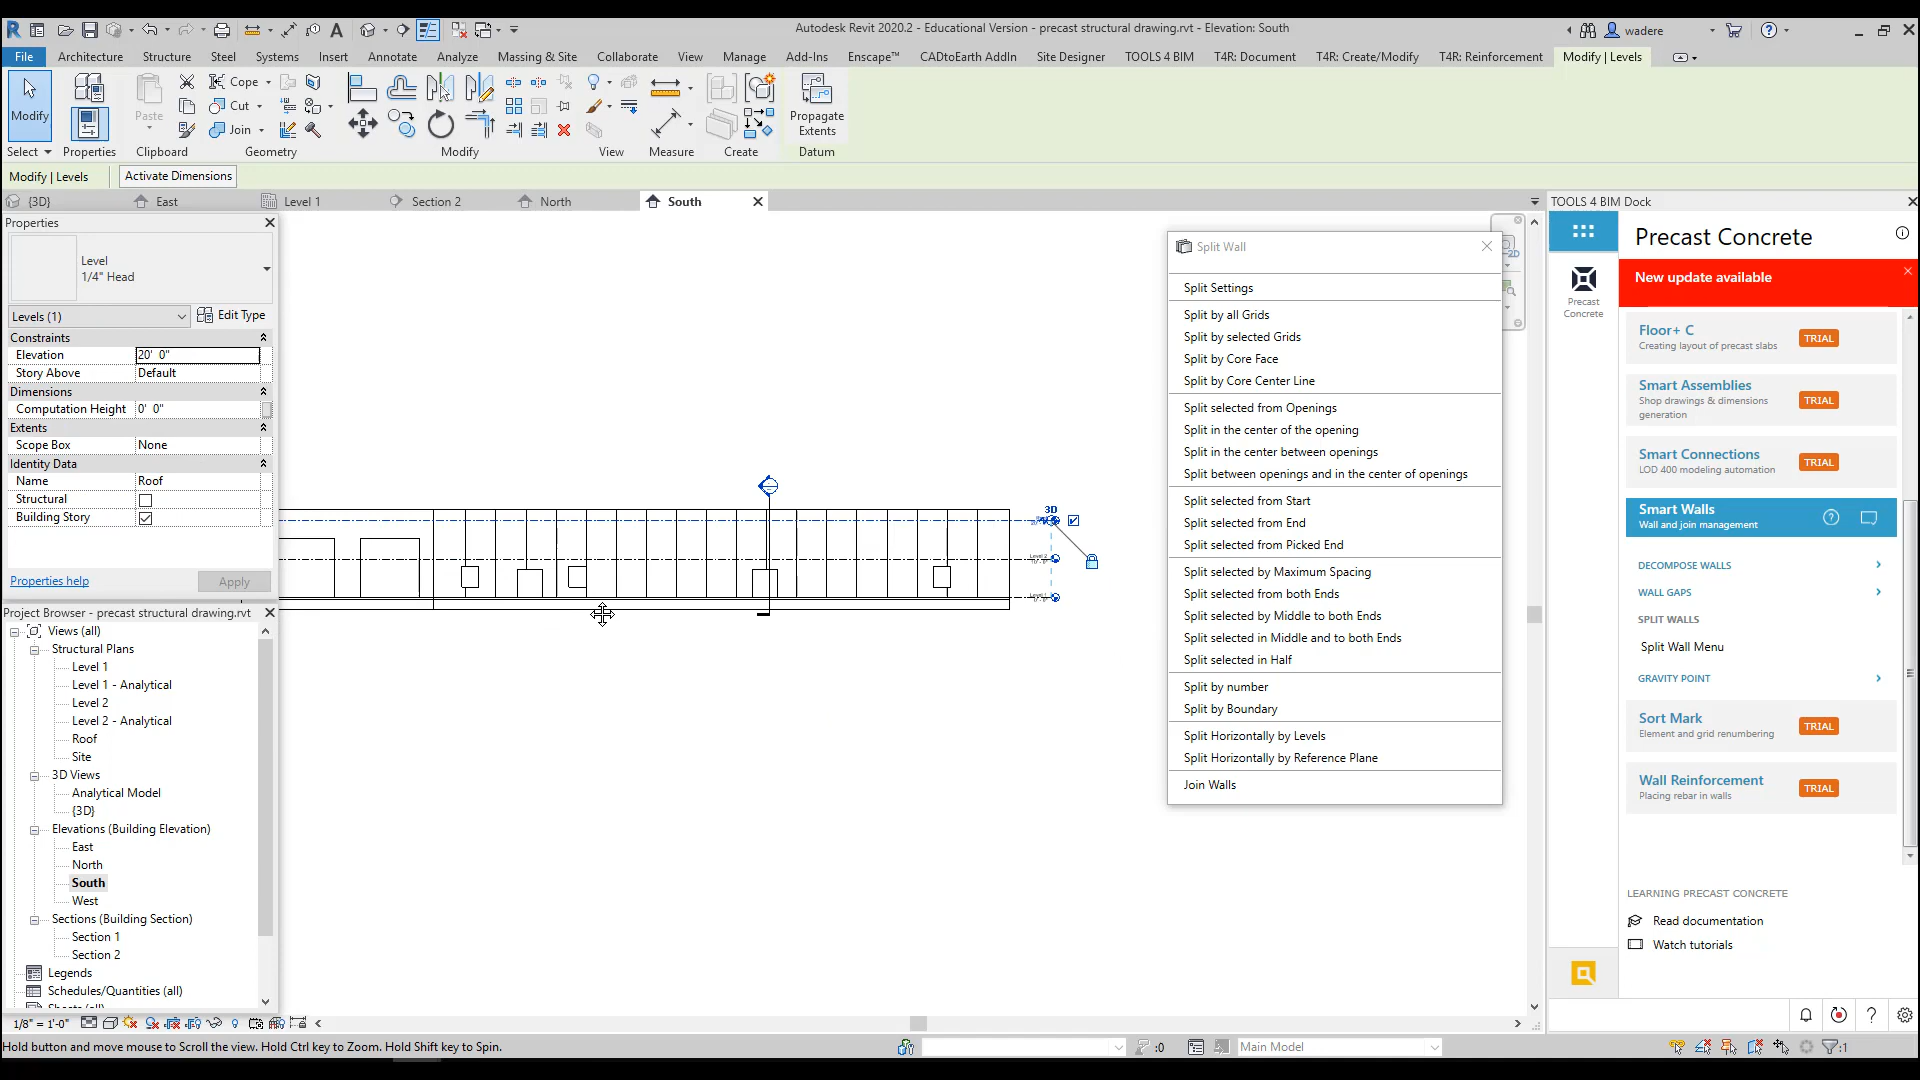 Autodesk Revit 2020.2 - Educational Version - precast structural drawing.rvt - Elevation: South
wadere
File
Architecture
Structure
Steel
Systems
Insert
Annotate
Analyze
Massing & Site
Collaborate
View
Manage
Add-Ins
Enscape™
CADtoEarth AddIn
Site Designer
TOOLS 4 BIM
T4R: Document
T4R: Create/Modify
T4R: Reinforcement
Modify | Levels
Modify
Paste
Cope
Cut
Join
Propagate
Extents
Select
Properties
Clipboard
Geometry
Modify
View
Measure
Create
Datum
Modify | Levels
Activate Dimensions
{3D}
East
Level 1
Section 2
North
South
TOOLS 4 BIM Dock
Properties
Level
1/4" Head
Levels (1)
Edit Type
Constraints
Elevation
20' 0"
Story Above
Default
Dimensions
Computation Height
0' 0"
Extents
Scope Box
None
Identity Data
Name
Roof
Structural
Building Story
Properties help
Apply
Project Browser - precast structural drawing.rvt
Views (all)
Structural Plans
Level 1
Level 1 - Analytical
Level 2
Level 2 - Analytical
Roof
Site
3D Views
Analytical Model
{3D}
Elevations (Building Elevation)
East
North
South
West
Sections (Building Section)
Section 1
Section 2
Legends
Schedules/Quantities (all)
Sheets (all)
3D
Level 2
Split Wall
Split Settings
Split by all Grids
Split by selected Grids
Split by Core Face
Split by Core Center Line
Split selected from Openings
Split in the center of the opening
Split in the center between openings
Split between openings and in the center of openings
Split selected from Start
Split selected from End
Split selected from Picked End
Split selected by Maximum Spacing
Split selected from both Ends
Split selected by Middle to both Ends
Split selected in Middle and to both Ends
Split selected in Half
Split by number
Split by Boundary
Split Horizontally by Levels
Split Horizontally by Reference Plane
Join Walls
Precast
Concrete
Precast Concrete
New update available
Floor+ C
Creating layout of precast slabs
TRIAL
Smart Assemblies
Shop drawings & dimensions
generation
TRIAL
Smart Connections
LOD 400 modeling automation
TRIAL
Smart Walls
Wall and join management
DECOMPOSE WALLS
WALL GAPS
SPLIT WALLS
Split Wall Menu
GRAVITY POINT
Sort Mark
Element and grid renumbering
TRIAL
Wall Reinforcement
Placing rebar in walls
TRIAL
LEARNING PRECAST CONCRETE
Read documentation
Watch tutorials
1/8" = 1'-0"
Hold button and move mouse to Scroll the view. Hold Ctrl key to Zoom. Hold Shift key to Spin.
:0
Main Model
:1